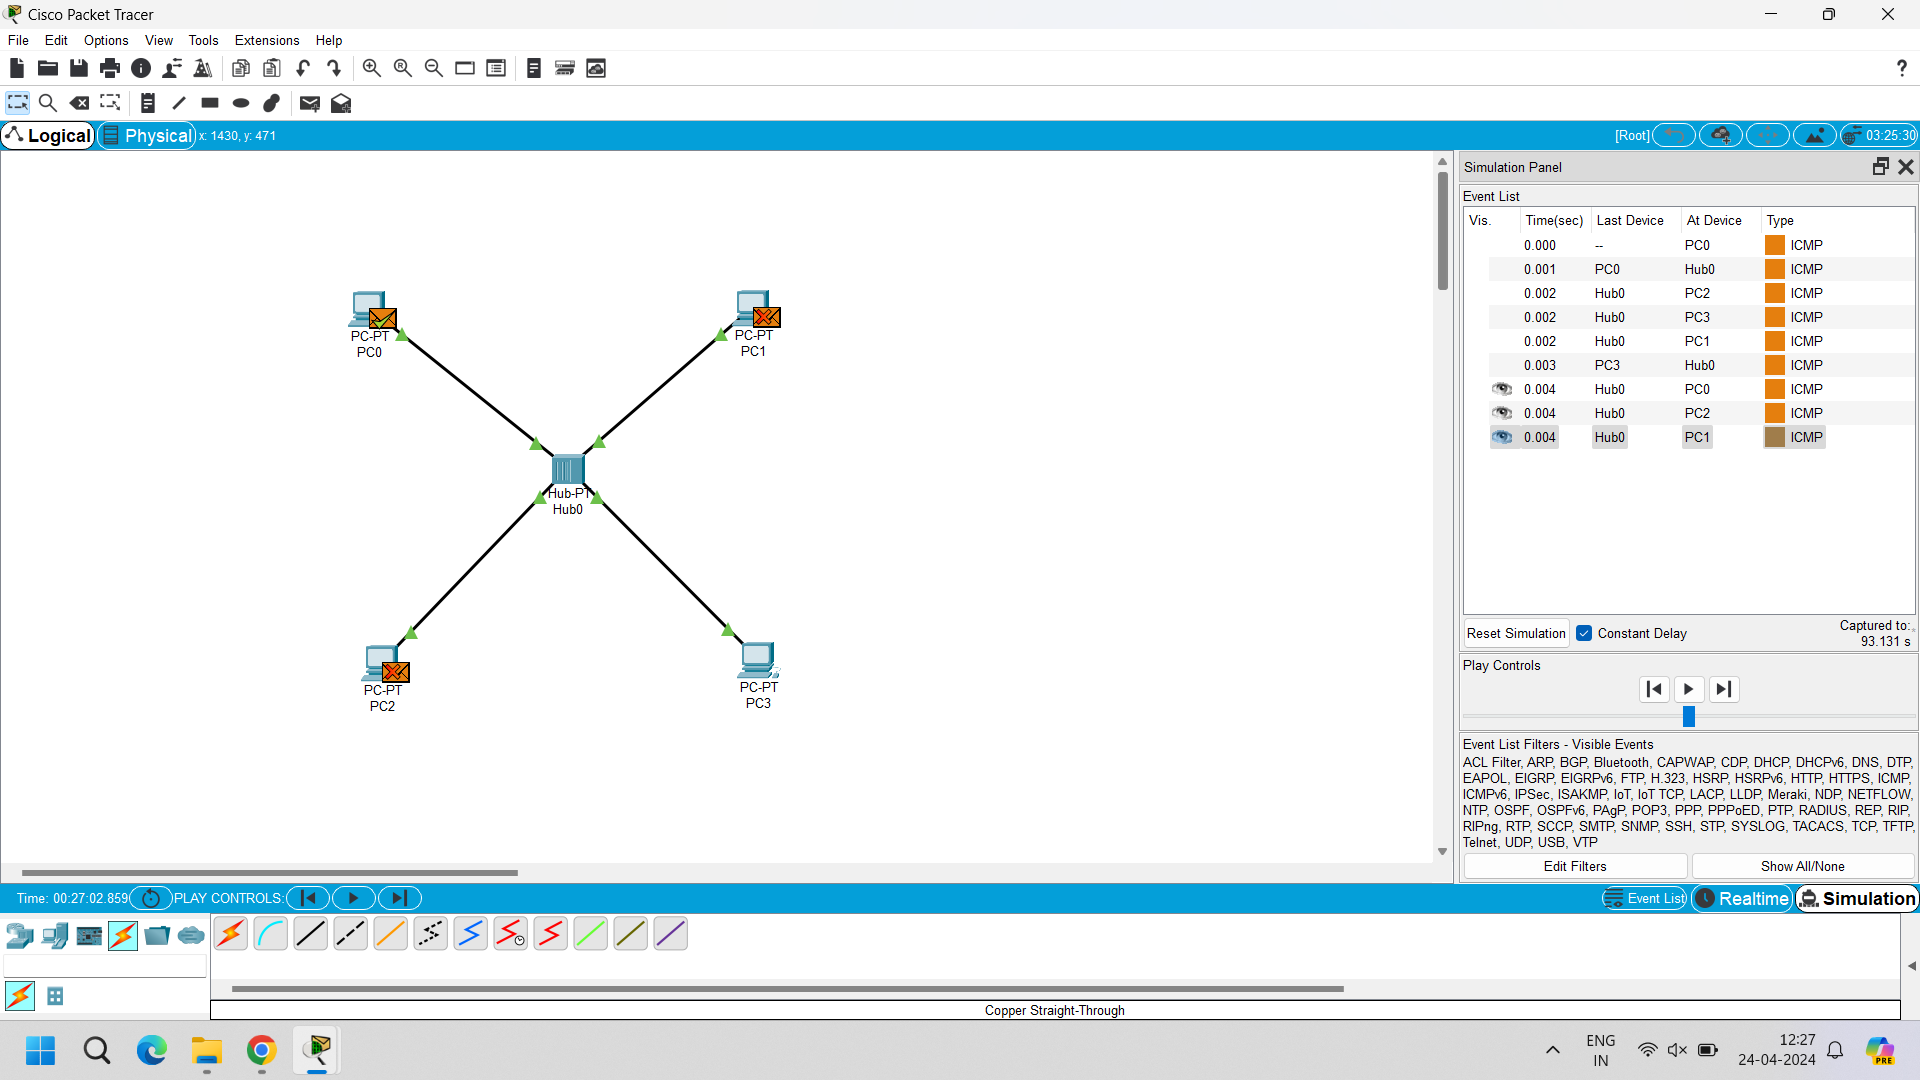 Cisco Packet Tracer
File Edit Options View Tools Extensions Help
Logical Physical x: 1430, y: 471 [Root] 03:25:30
PC-PT
PC0
PC-PT
PC1
Hub-PT
Hub0
PC-PT
PC2
PC-PT
PC3
Simulation Panel
Event List
Vis. Time(sec) Last Device At Device Type
0.000 -- PC0 ICMP
0.001 PC0 Hub0 ICMP
0.002 Hub0 PC2 ICMP
0.002 Hub0 PC3 ICMP
0.002 Hub0 PC1 ICMP
0.003 PC3 Hub0 ICMP
0.004 Hub0 PC0 ICMP
0.004 Hub0 PC2 ICMP
0.004 Hub0 PC1 ICMP
Reset Simulation Constant Delay Captured to:
93.131 s
Play Controls
Event List Filters - Visible Events
ACL Filter, ARP, BGP, Bluetooth, CAPWAP, CDP, DHCP, DHCPv6, DNS, DTP,
EAPOL, EIGRP, EIGRPv6, FTP, H.323, HSRP, HSRPv6, HTTP, HTTPS, ICMP,
ICMPv6, IPSec, ISAKMP, IoT, IoT TCP, LACP, LLDP, Meraki, NDP, NETFLOW,
NTP, OSPF, OSPFv6, PAgP, POP3, PPP, PPPoED, PTP, RADIUS, REP, RIP,
RIPng, RTP, SCCP, SMTP, SNMP, SSH, STP, SYSLOG, TACACS, TCP, TFTP,
Telnet, UDP, USB, VTP
Edit Filters Show All/None
Time: 00:27:02.859 PLAY CONTROLS: Event List Realtime Simulation
Copper Straight-Through
ENG
IN
12:27
24-04-2024
PRE